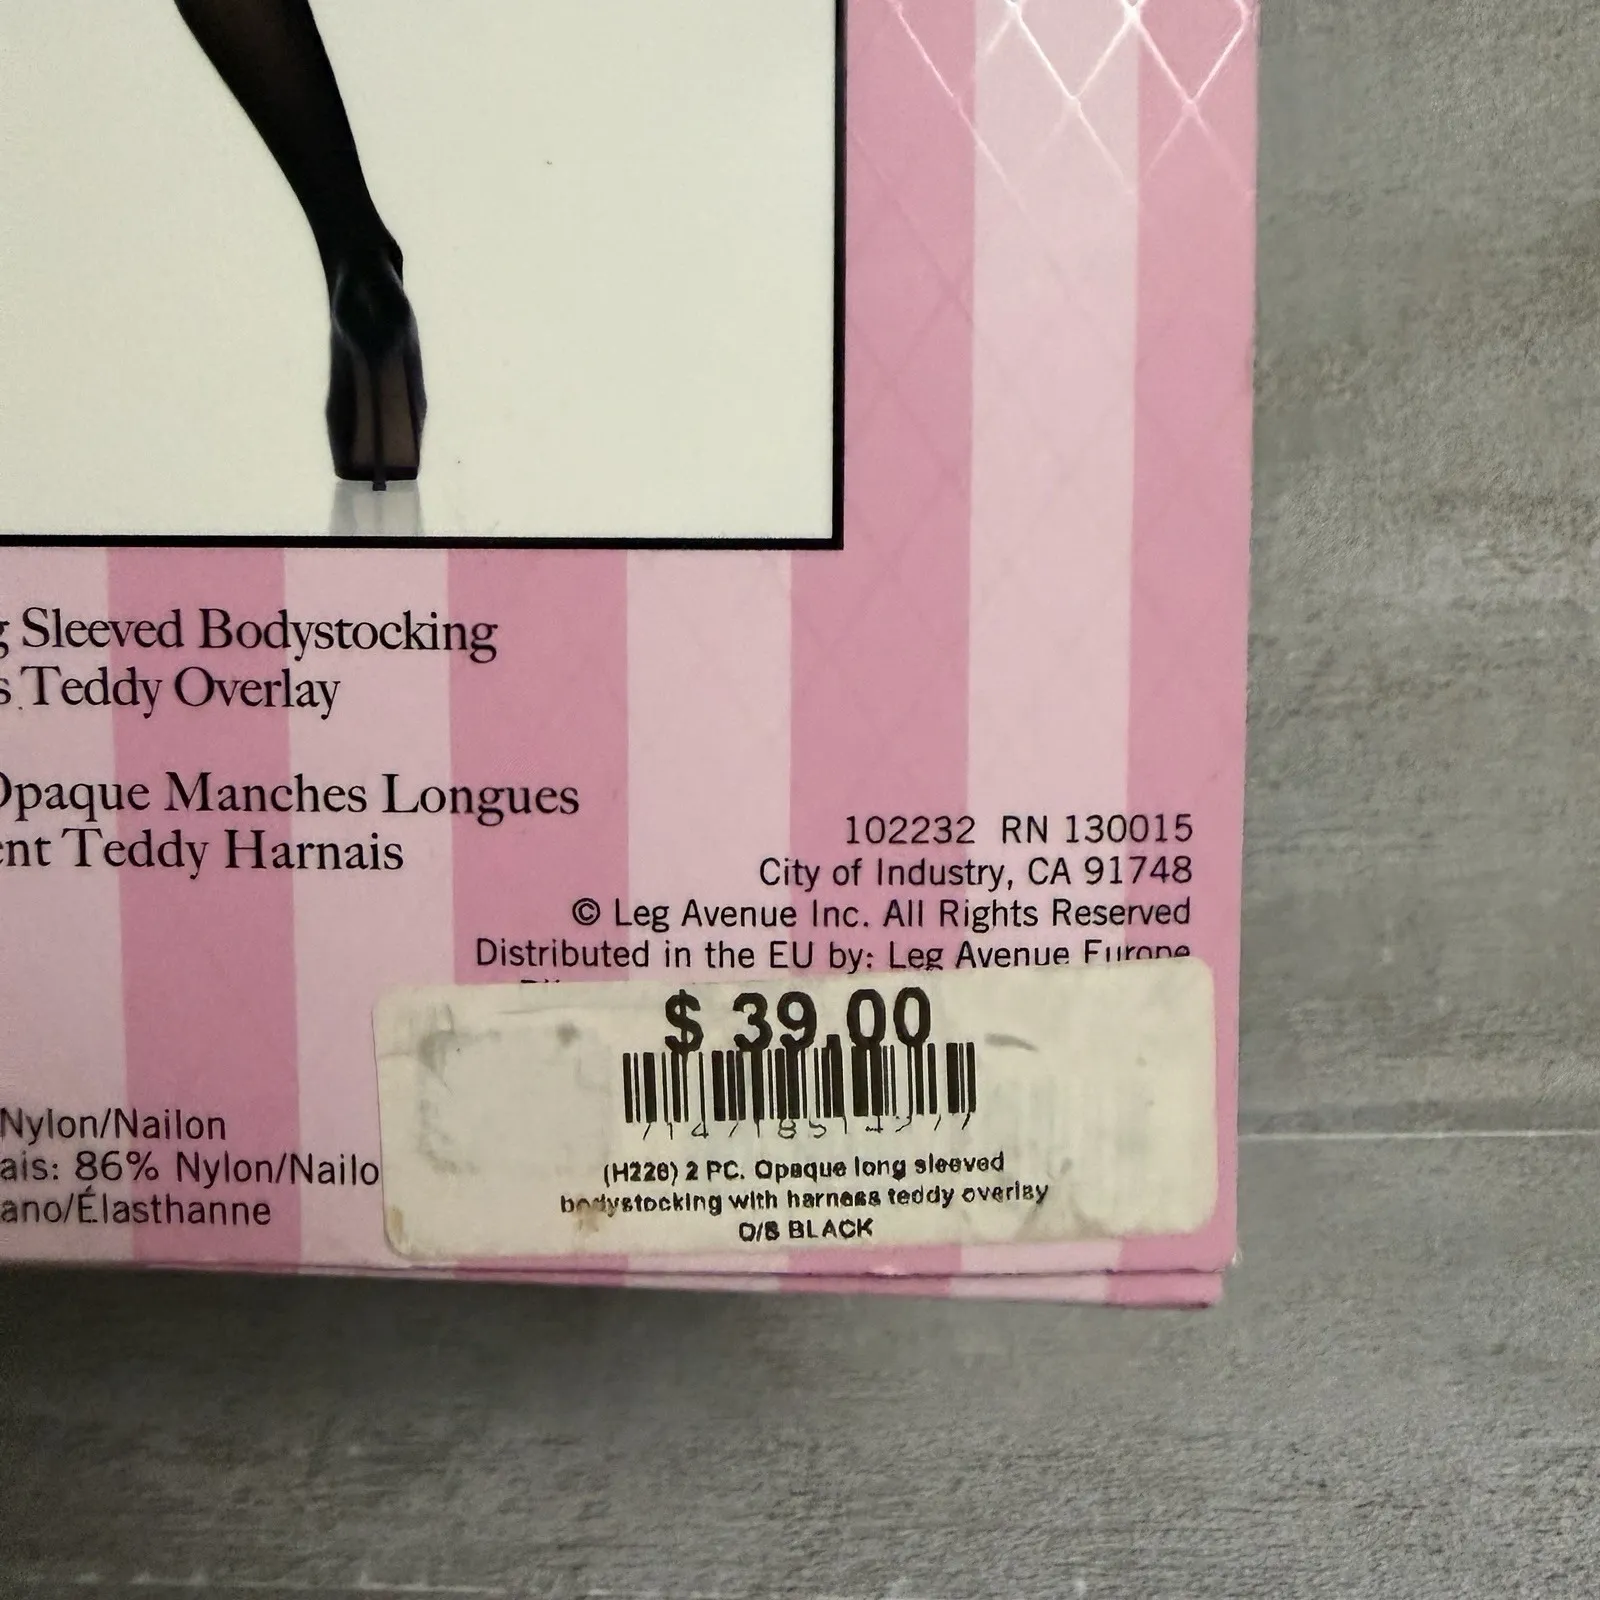 Sleeved Bodystocking
Teddy Overlay
Opaque Manches Longues
Teddy Harnais
102232 RN 130015
City of Industry, CA 91748
© Leg Avenue Inc. All Rights Reserved
Distributed in the EU by: Leg Avenue Europe
Nylon/Nailon
ais: 86% Nylon/Nailo
ano/Élasthanne
$ 39.00
(H226) 2 PC. Opaque long sleeved
bodystocking with harness teddy overlay
O/S BLACK